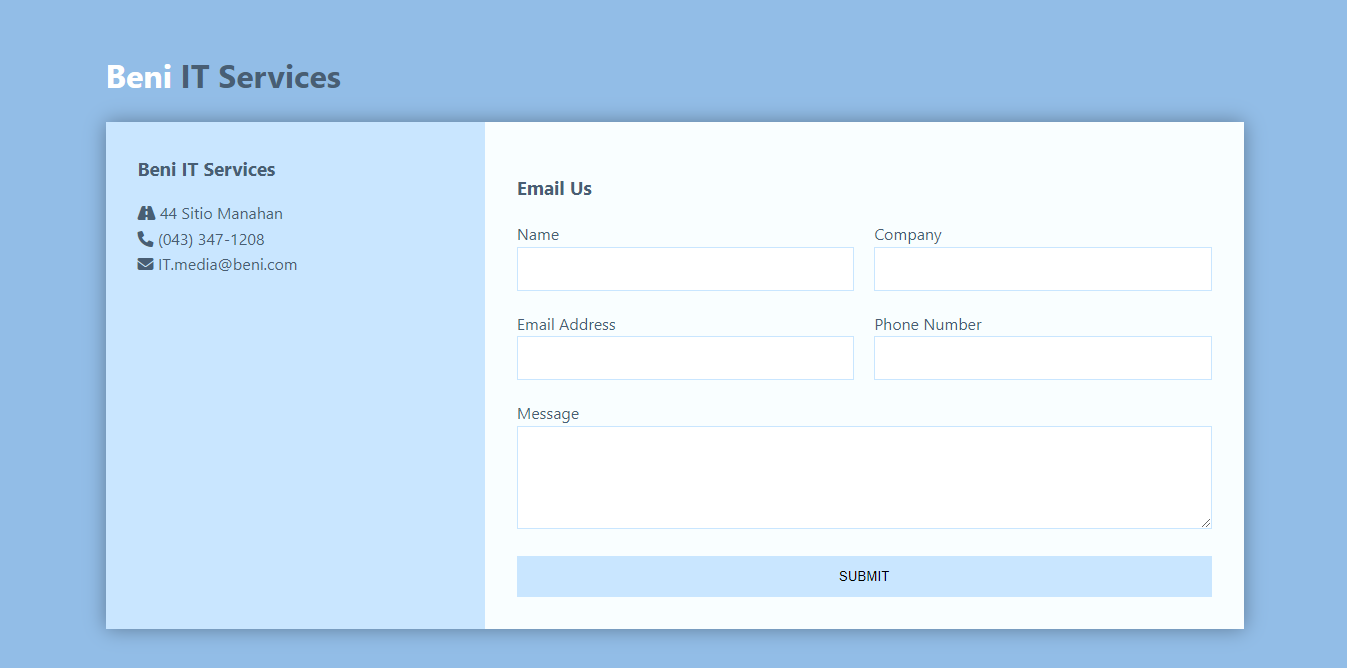 Beni IT Services
Beni IT Services
44 Sitio Manahan
(043) 347-1208
IT.media@beni.com
Email Us
Name
Company
Email Address
Phone Number
Message
SUBMIT